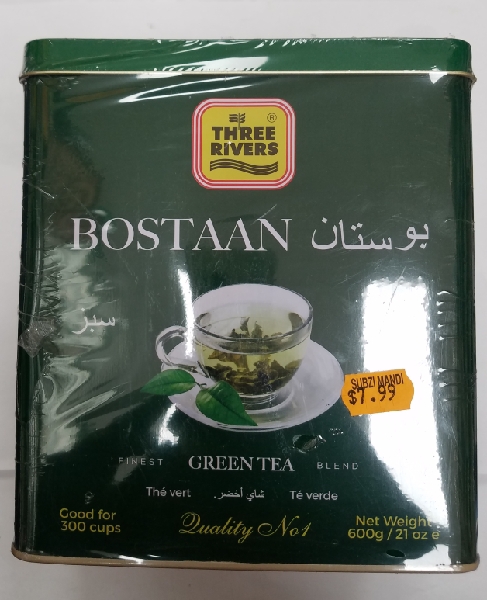 THREE
RIVERS
®
BOSTAAN بوستان
سبز
SUBZI MANDI
$7.99
FINEST GREEN TEA BLEND
Thé vert شاي أخضر. Té verde
Good for
300 cups
Quality No1
Net Weight
600g / 21 oz e